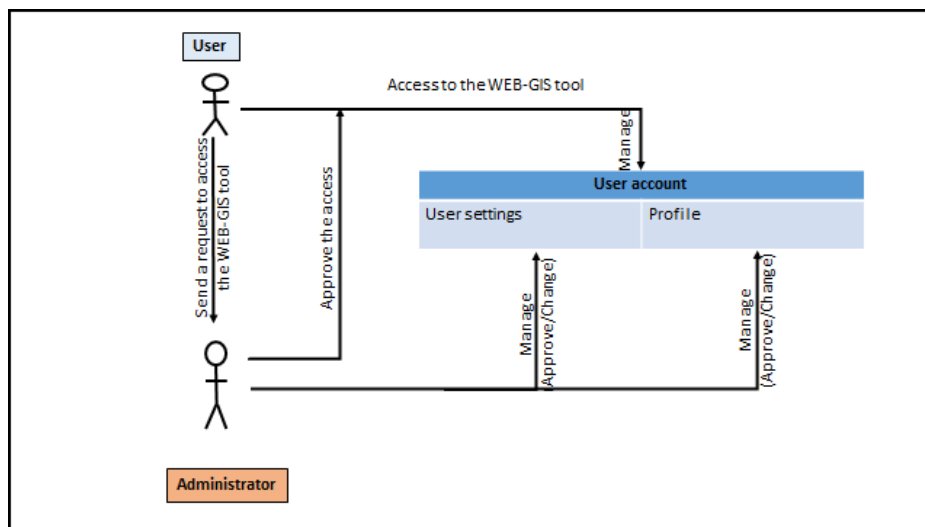 User
Access to the WEB-GIS tool
Manage
Send a request to access
the WEB-GIS tool
Approve the access
User account
User settings
Profile
Manage
(Approve/Change)
Manage
(Approve/Change)
Administrator